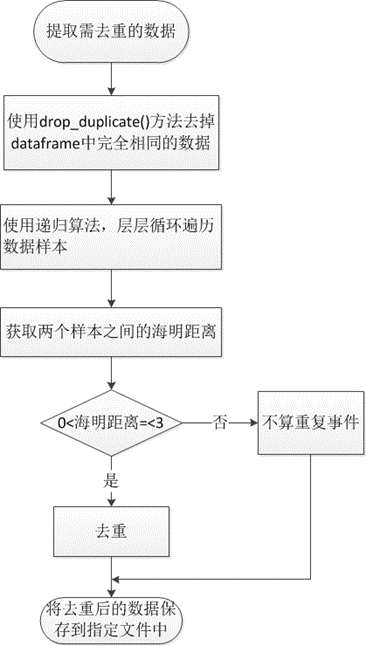 提取需去重的数据
使用drop_duplicate()方法去掉
dataframe中完全相同的数据
使用递归算法，层层循环遍历
数据样本
获取两个样本之间的海明距离
0<海明距离=<3
否
不算重复事件
是
去重
将去重后的数据保
存到指定文件中